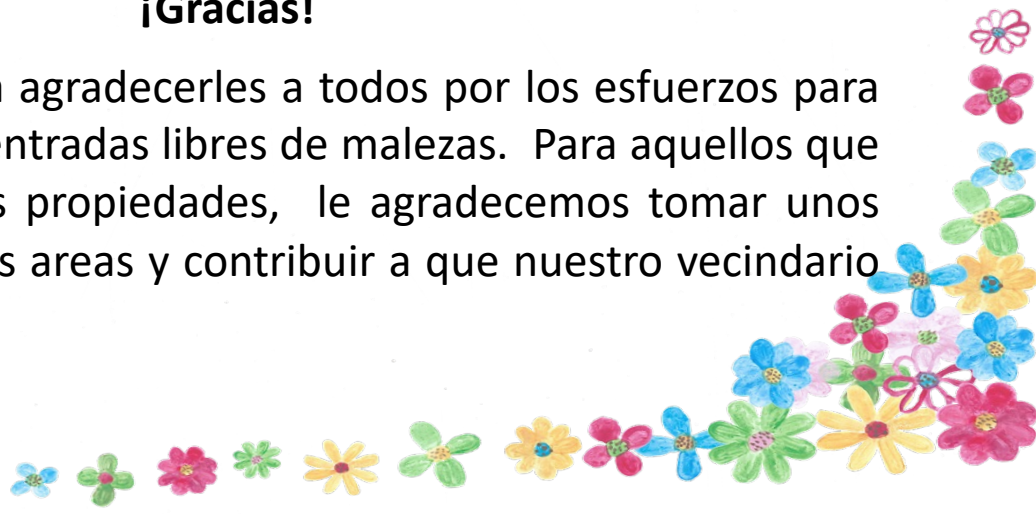 ¡Gracias!
agradecerles a todos por los esfuerzos para
entradas libres de malezas. Para aquellos que
s propiedades, le agradecemos tomar unos
s areas y contribuir a que nuestro vecindario